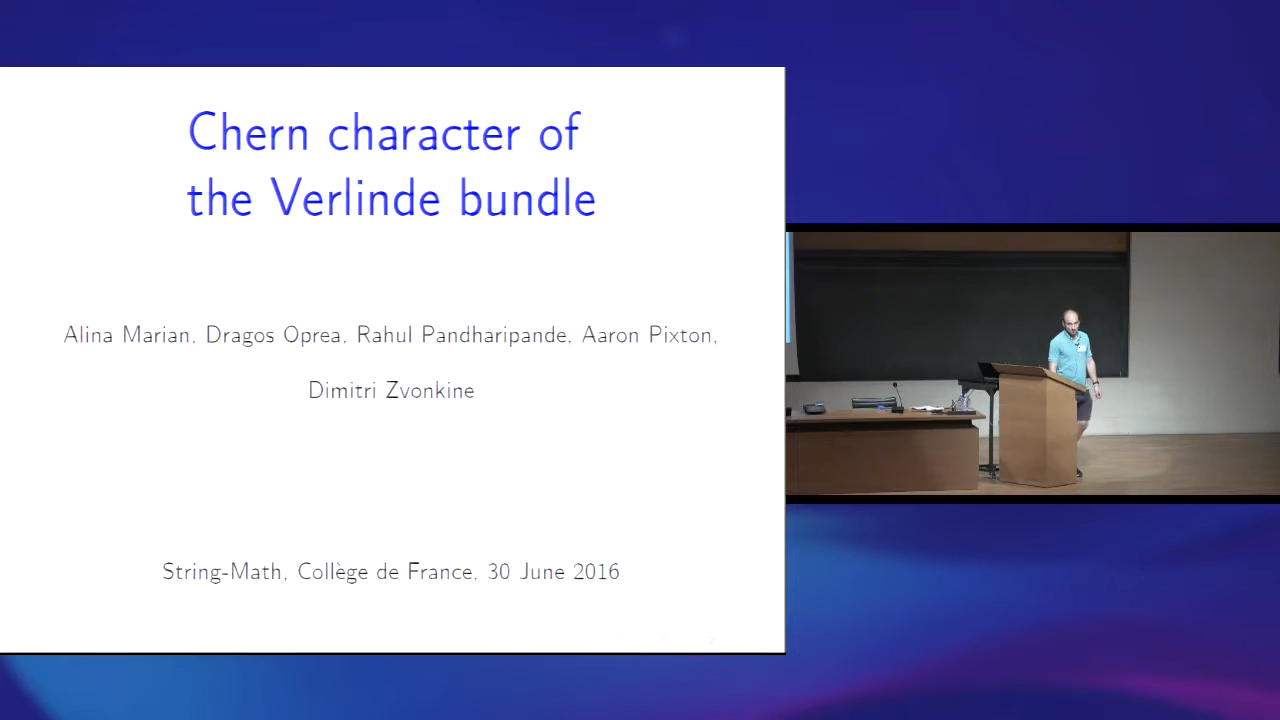 Chern character of
the Verlinde bundle
Alina Marian, Dragos Oprea, Rahul Pandharipande, Aaron Pixton,
Dimitri Zvonkine
String-Math, Collège de France, 30 June 2016